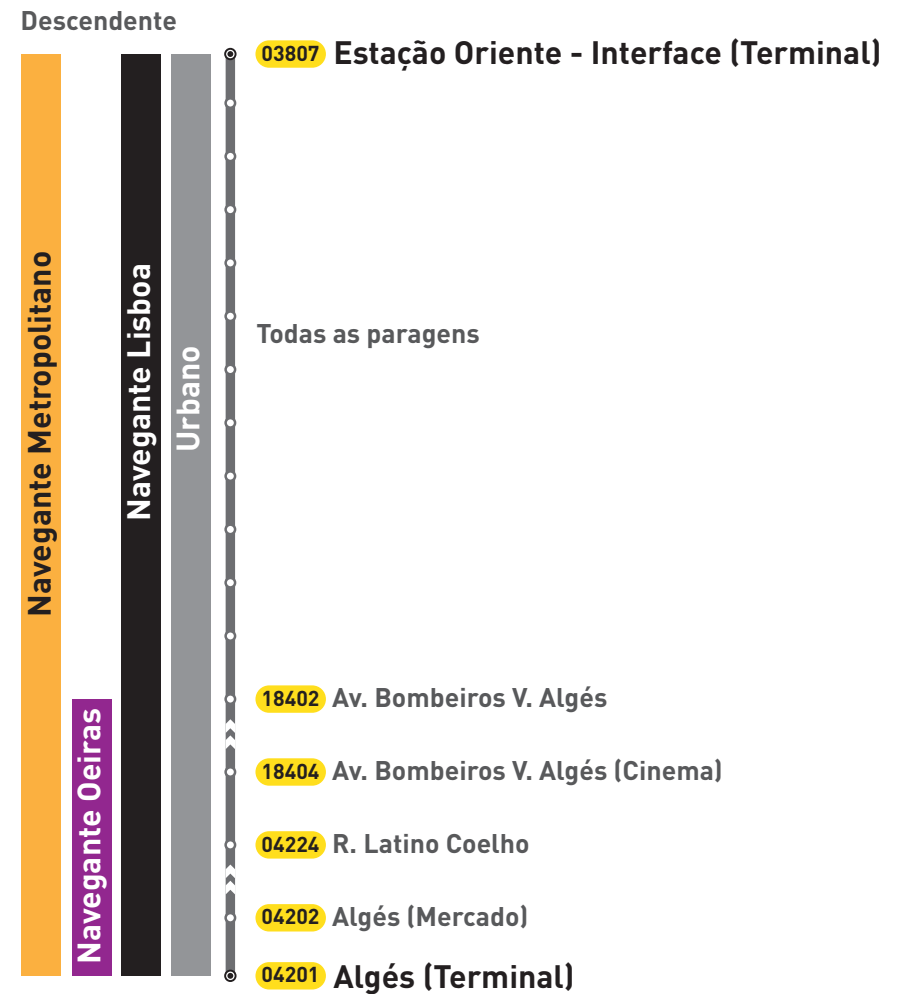 Descendente
03807 Estação Oriente - Interface (Terminal)
Navegante Metropolitano
Navegante Oeiras
Navegante Lisboa
Urbano
Todas as paragens
18402 Av. Bombeiros V. Algés
18404 Av. Bombeiros V. Algés (Cinema)
04224 R. Latino Coelho
04202 Algés (Mercado)
04201 Algés (Terminal)